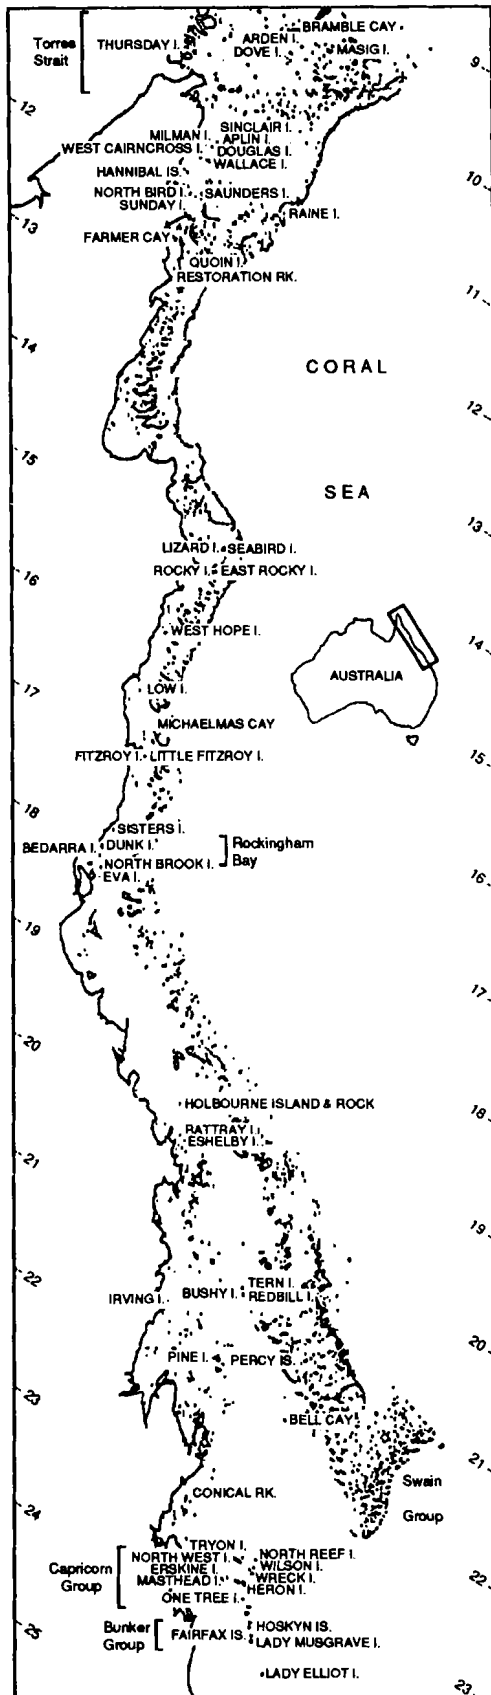 BRAMBLE CAY
Torres
Strait
THURSDAY I.
ARDEN I.
DOVE I.
MASIG I.
9
12
SINCLAIR I.
MILMAN I.
APLIN I.
WEST CAIRNCROSS I.
DOUGLAS I.
WALLACE I.
HANNIBAL IS.
10
NORTH BIRD I.
SAUNDERS I.
SUNDAY I.
RAINE I.
13
FARMER CAY
QUOIN I.
RESTORATION RK.
11
14
CORAL
12
15
SEA
13
LIZARD I.
SEABIRD I.
ROCKY I.
EAST ROCKY I.
16
WEST HOPE I.
14
AUSTRALIA
17
LOW I.
MICHAELMAS CAY
FITZROY I.
LITTLE FITZROY I.
15
18
SISTERS I.
BEDARRA I.
DUNK I.
Rockingham
Bay
NORTH BROOK I.
EVA I.
16
19
17
20
HOLBOURNE ISLAND & ROCK
18
RATTRAY I.
ESHELBY I.
21
19
22
TERN I.
IRVING I.
BUSHY I.
REDBILL I.
20
PINE I.
PERCY IS.
23
BELL CAY
21
Swain
Group
CONICAL RK.
24
TRYON I.
NORTH WEST I.
NORTH REEF I.
Capricorn
Group
ERSKINE I.
WILSON I.
MASTHEAD I.
WRECK I.
HERON I.
22
ONE TREE I.
25
Bunker
Group
HOSKYN IS.
FAIRFAX IS.
LADY MUSGRAVE I.
LADY ELLIOT I.
23